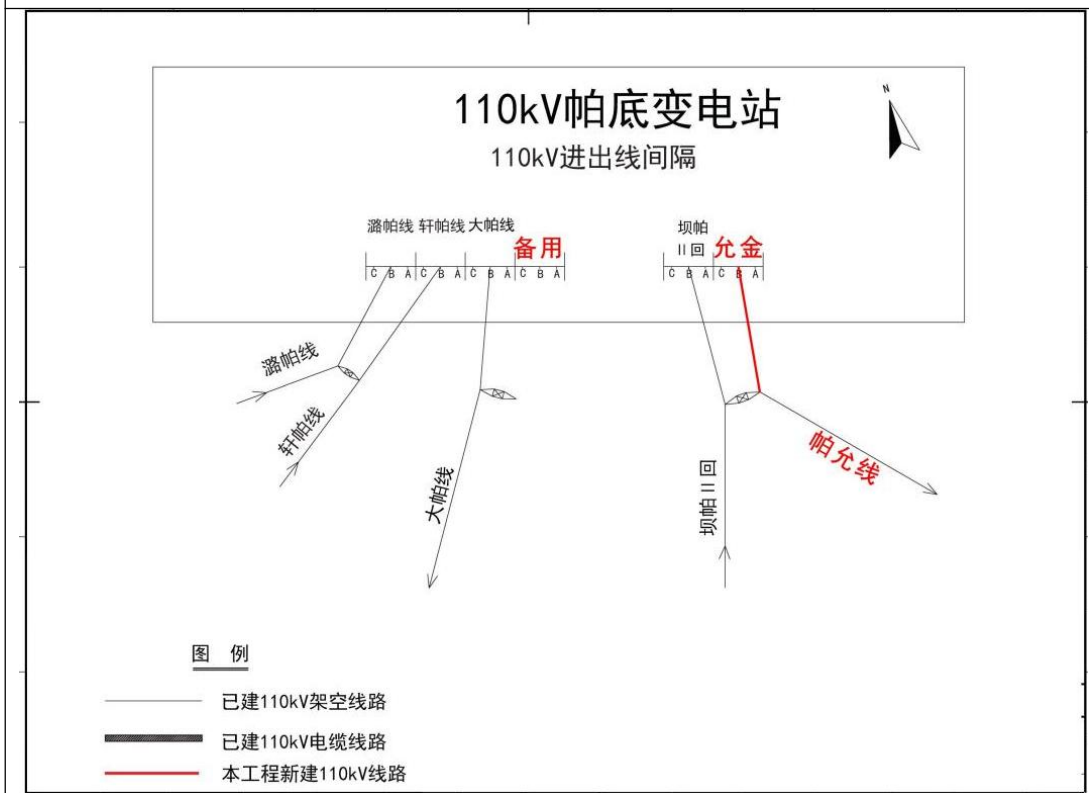 110kV帕底变电站
110kV进出线间隔
N
潞帕线 轩帕线 大帕线
备用
坝帕
II回
允金
C B A C B A C B A C B A
C B A C B A
潞帕线
轩帕线
大帕线
坝帕II回
帕允线
图 例
已建110kV架空线路
已建110kV电缆线路
本工程新建110kV线路